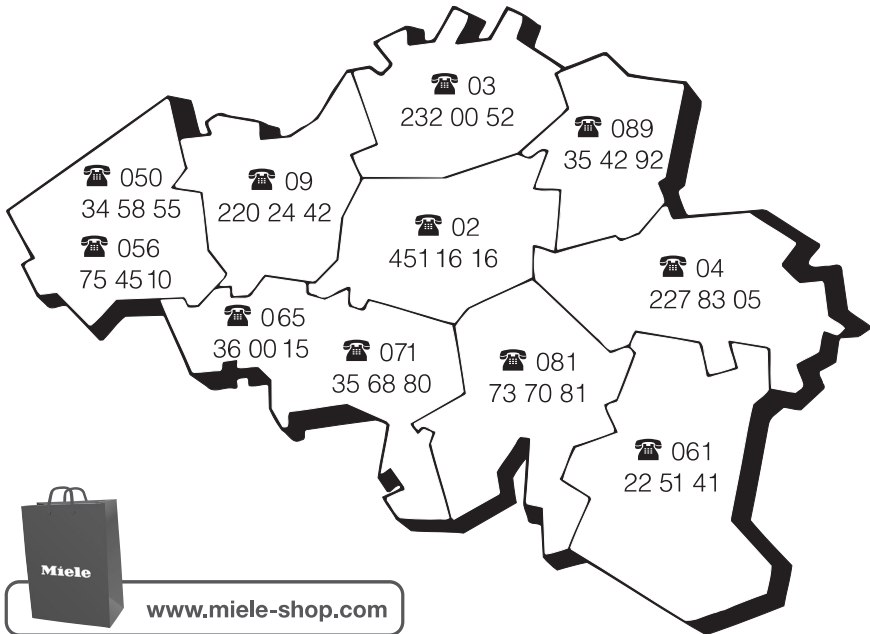 ☎ 03
232 00 52
☎ 089
35 42 92
☎ 050
34 58 55
☎ 056
75 45 10
☎ 09
220 24 42
☎ 02
451 16 16
☎ 04
227 83 05
☎ 065
36 00 15
☎ 071
35 68 80
☎ 081
73 70 81
☎ 061
22 51 41
Miele
www.miele-shop.com